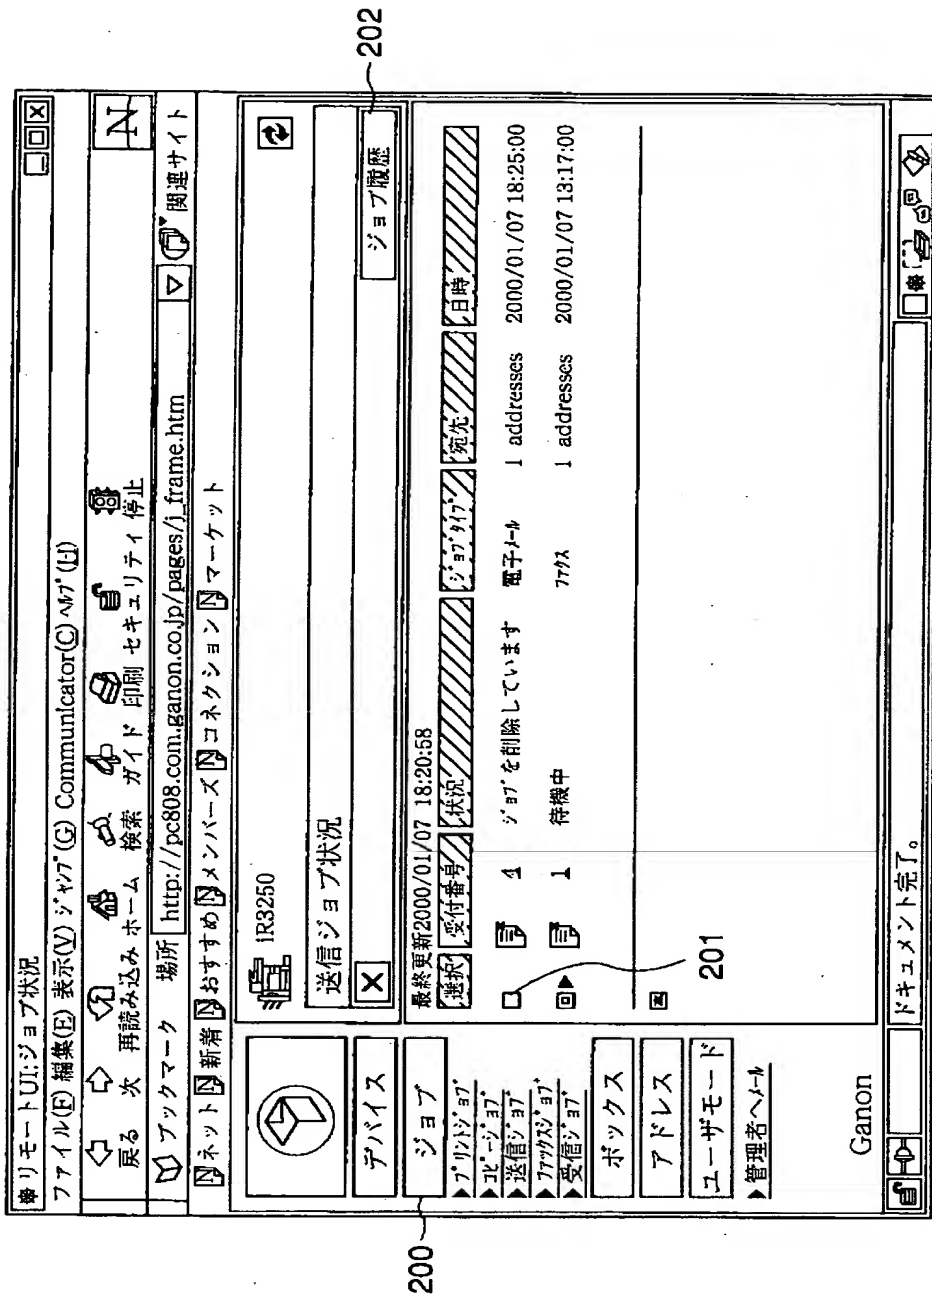 リモートUI:ジョブ状況
ファイル(F) 編集(E) 表示(V) ジャンプ(G) Communicator(C) ヘルプ(H)
戻る 次 再読み込み ホーム 検索 ガイド 印刷 セキュリティ 停止
N
ブックマーク 場所 http://pc808.com.ganon.co.jp/pages/j_frame.htm 関連サイト
ネット 新着 おすすめ メンバーズ コネクション マーケット
デバイス
ジョブ
プリントジョブ
コピージョブ
送信ジョブ
ファックスジョブ
受信ジョブ
ボックス
アドレス
ユーザモード
管理者へメール
Ganon
iR3250
送信ジョブ状況
ジョブ履歴
最終更新2000/01/07 18:20:58
選択 受付番号 状況 ジョブタイプ 宛先 日時
4 ジョブを削除しています 電子メール 1 addresses 2000/01/07 18:25:00
1 待機中 ファクス 1 addresses 2000/01/07 13:17:00
ドキュメント完了。
200
201
202